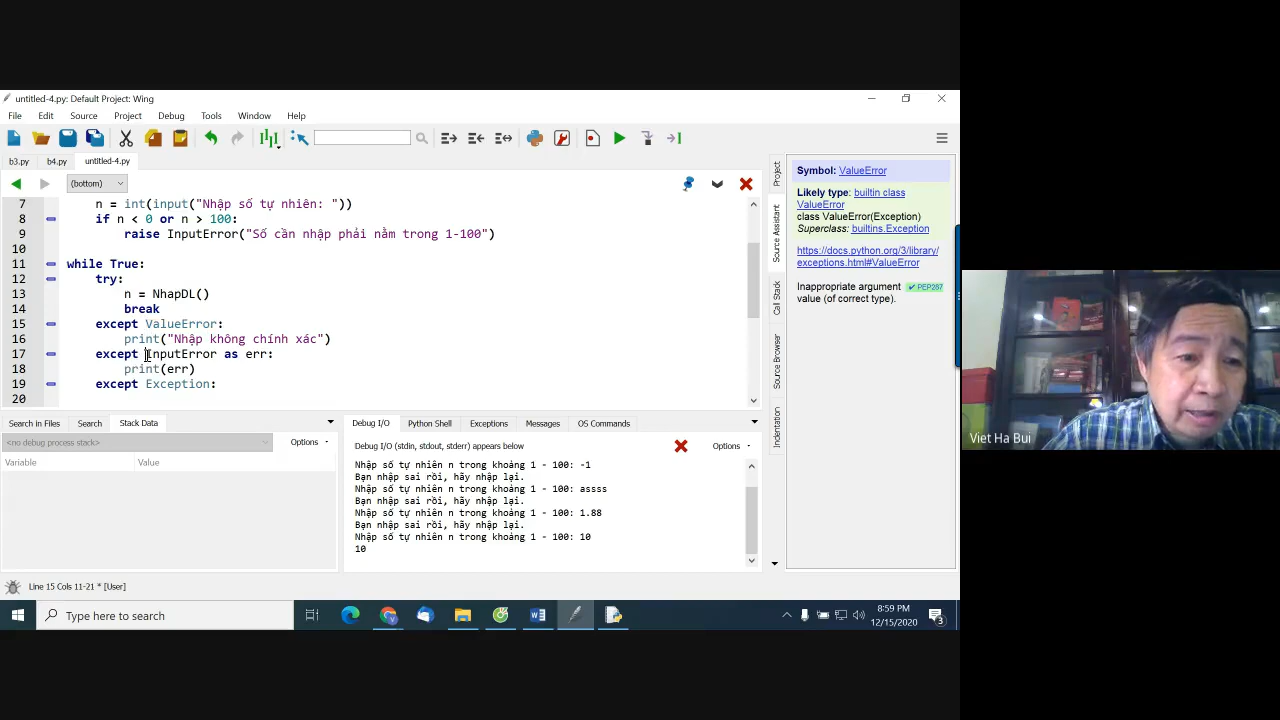 untitled-4.py: Default Project: Wing
File Edit Source Project Debug Tools Window Help
b3.py b4.py untitled-4.py
(bottom)
7 n = int(input("Nhập số tự nhiên: "))
8 if n < 0 or n > 100:
9 raise InputError("Số cần nhập phải nằm trong 1-100")
10
11 while True:
12 try:
13 n = NhapDL()
14 break
15 except ValueError:
16 print("Nhập không chính xác")
17 except InputError as err:
18 print(err)
19 except Exception:
20
Project
Source Assistant
Call Stack
Source Browser
Indentation
Symbol: ValueError
Likely type: builtin class
ValueError
class ValueError(Exception)
Superclass: builtins.Exception
https://docs.python.org/3/library/
exceptions.html#ValueError
Inappropriate argument ✔ PEP287
value (of correct type).
Viet Ha Bui
Search in Files Search Stack Data
<no debug process stack> Options
Variable Value
Debug I/O Python Shell Exceptions Messages OS Commands
Debug I/O (stdin, stdout, stderr) appears below Options
Nhập số tự nhiên n trong khoảng 1 - 100: -1
Bạn nhập sai rồi, hãy nhập lại.
Nhập số tự nhiên n trong khoảng 1 - 100: assss
Bạn nhập sai rồi, hãy nhập lại.
Nhập số tự nhiên n trong khoảng 1 - 100: 1.88
Bạn nhập sai rồi, hãy nhập lại.
Nhập số tự nhiên n trong khoảng 1 - 100: 10
10
Line 15 Cols 11-21 * [User]
Type here to search
8:59 PM
12/15/2020
3